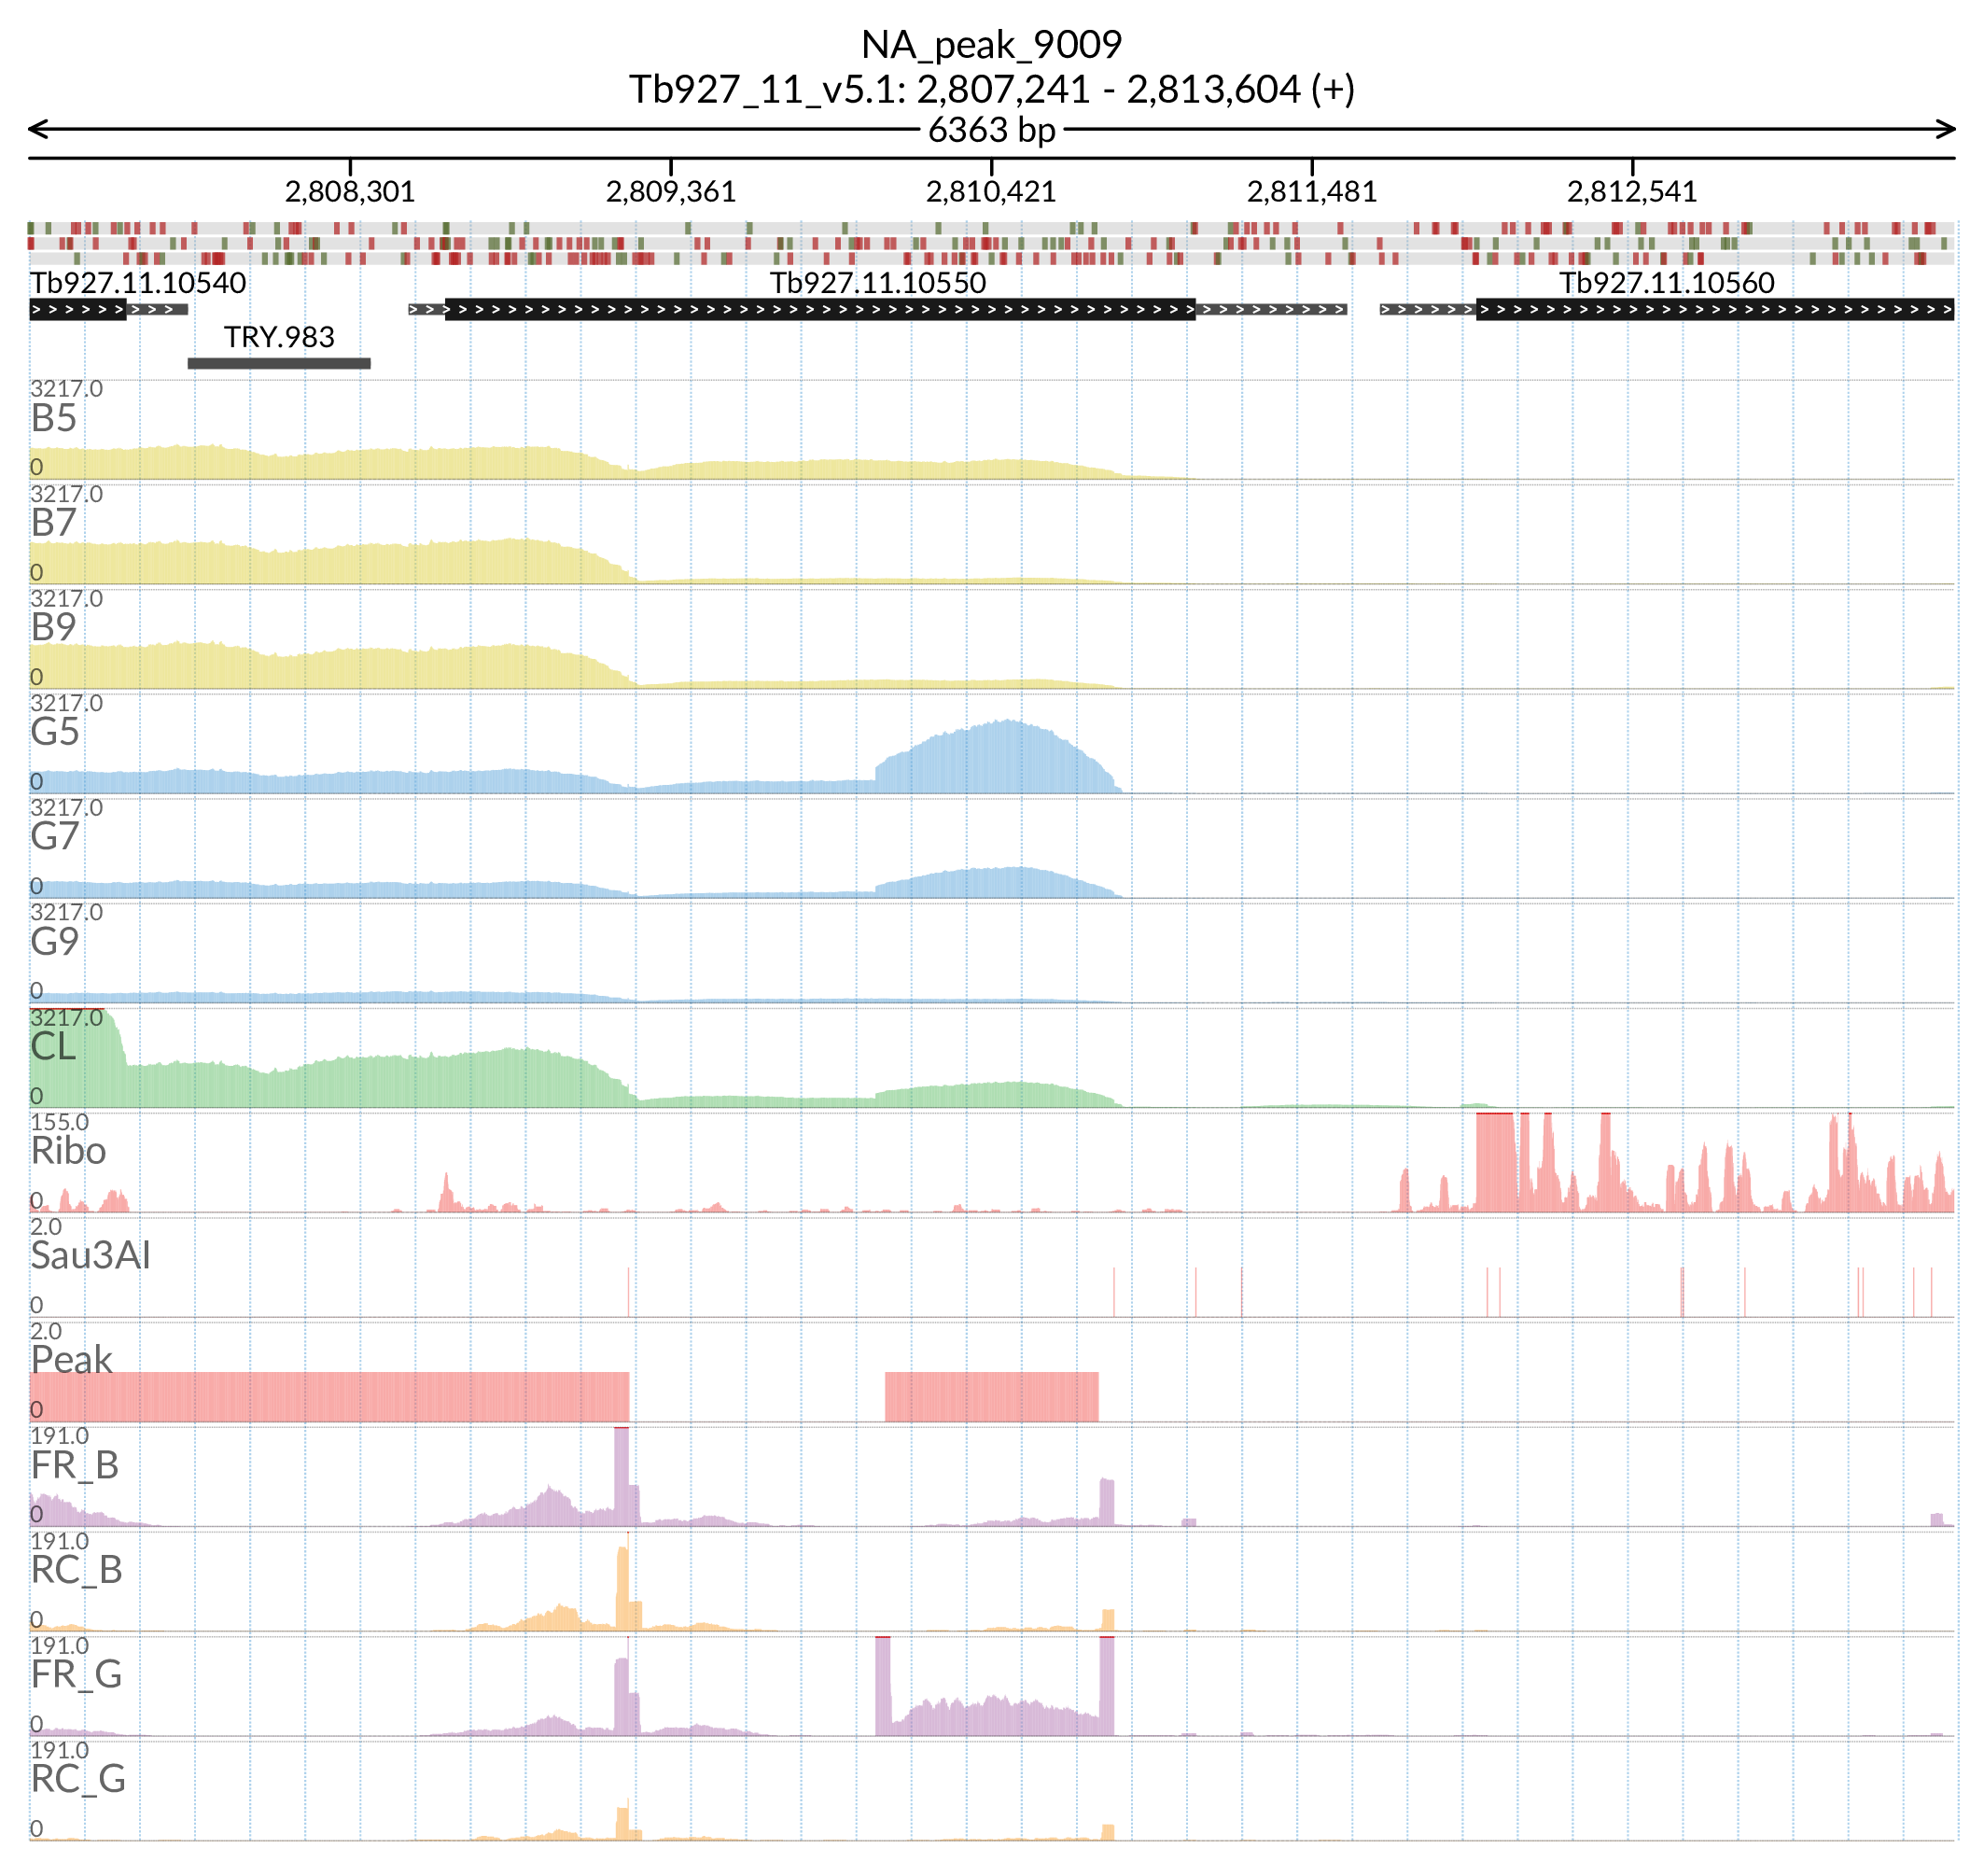 NA_peak_9009
Tb927_11_v5.1: 2,807,241 - 2,813,604 (+)
6363 bp
2,808,301 2,809,361 2,810,421 2,811,481 2,812,541
Tb927.11.10540 Tb927.11.10550 Tb927.11.10560
TRY.983
3217.0
B5
0
3217.0
B7
0
3217.0
B9
0
3217.0
G5
0
3217.0
G7
0
3217.0
G9
0
3217.0
CL
0
155.0
Ribo
0
2.0
Sau3AI
0
2.0
Peak
0
191.0
FR_B
0
191.0
RC_B
0
191.0
FR_G
0
191.0
RC_G
0